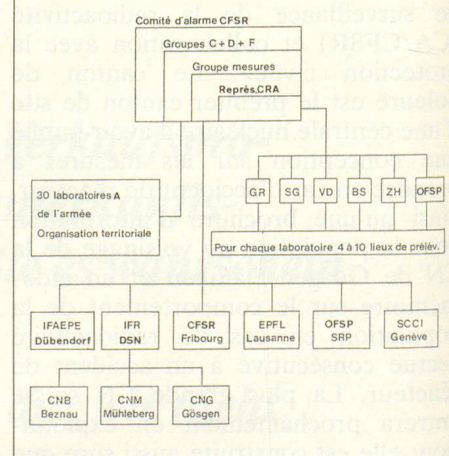 Comité d'alarme CFSR
Groupes C+D+F
Groupe mesures
Représ. CRA
GR SG VD BS ZH OFSP
30 laboratoires A
de l'armée
Organisation territoriale
Pour chaque laboratoire 4 à 10 lieux de prélèv.
IFAEPE
Dübendorf
IFR
DSN
CFSR
Fribourg
EPFL
Lausanne
OFSP
SRP
SCCI
Genève
CNB
Beznau
CNM
Mühleberg
CNG
Gösgen